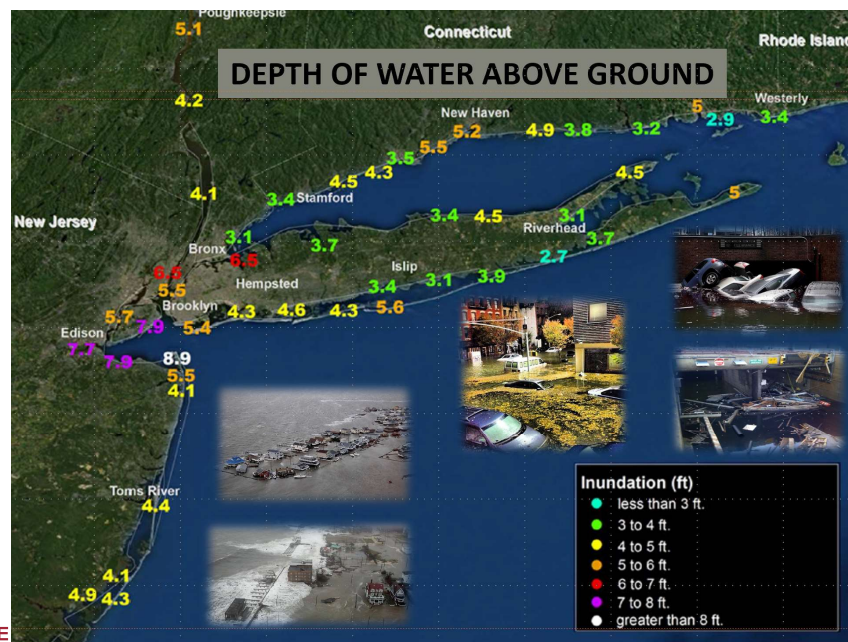 Poughkeepsie
5.1
Connecticut
Rhode Island
DEPTH OF WATER ABOVE GROUND
4.2
New Haven
5
Westerly
2.9
3.4
5.2
4.9
3.8
3.2
5.5
3.5
4.3
4.5
4.5
4.1
3.4
Stamford
5
New Jersey
3.4
4.5
3.1
Riverhead
3.1
3.7
3.7
Bronx
6.5
2.7
6.5
Islip
3.9
5.5
Hempsted
3.4
3.1
Brooklyn
4.3
4.6
4.3
5.6
5.7
7.9
5.4
Edison
7.7
7.9
8.9
5.5
4.1
Toms River
4.4
4.1
4.9
4.3
Inundation (ft)
less than 3 ft.
3 to 4 ft.
4 to 5 ft.
5 to 6 ft.
6 to 7 ft.
7 to 8 ft.
greater than 8 ft.
E